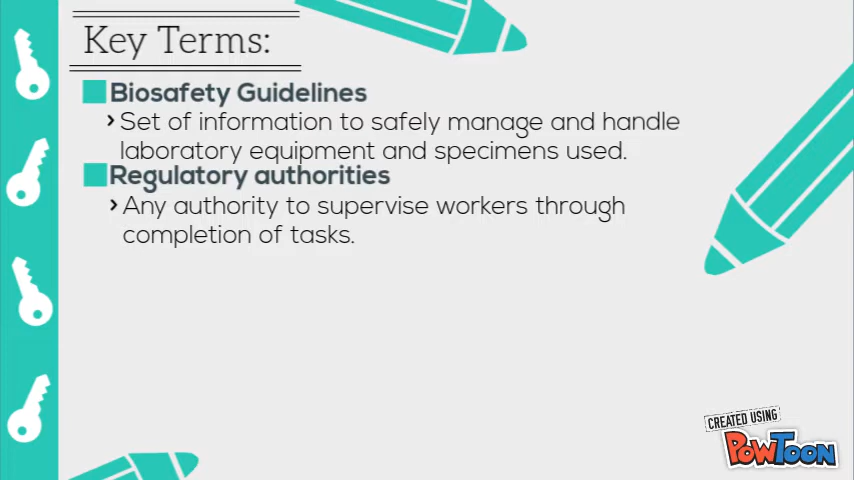 Key Terms:
Biosafety Guidelines
› Set of information to safely manage and handle
laboratory equipment and specimens used.
Regulatory authorities
› Any authority to supervise workers through
completion of tasks.
CREATED USING
POWTOON